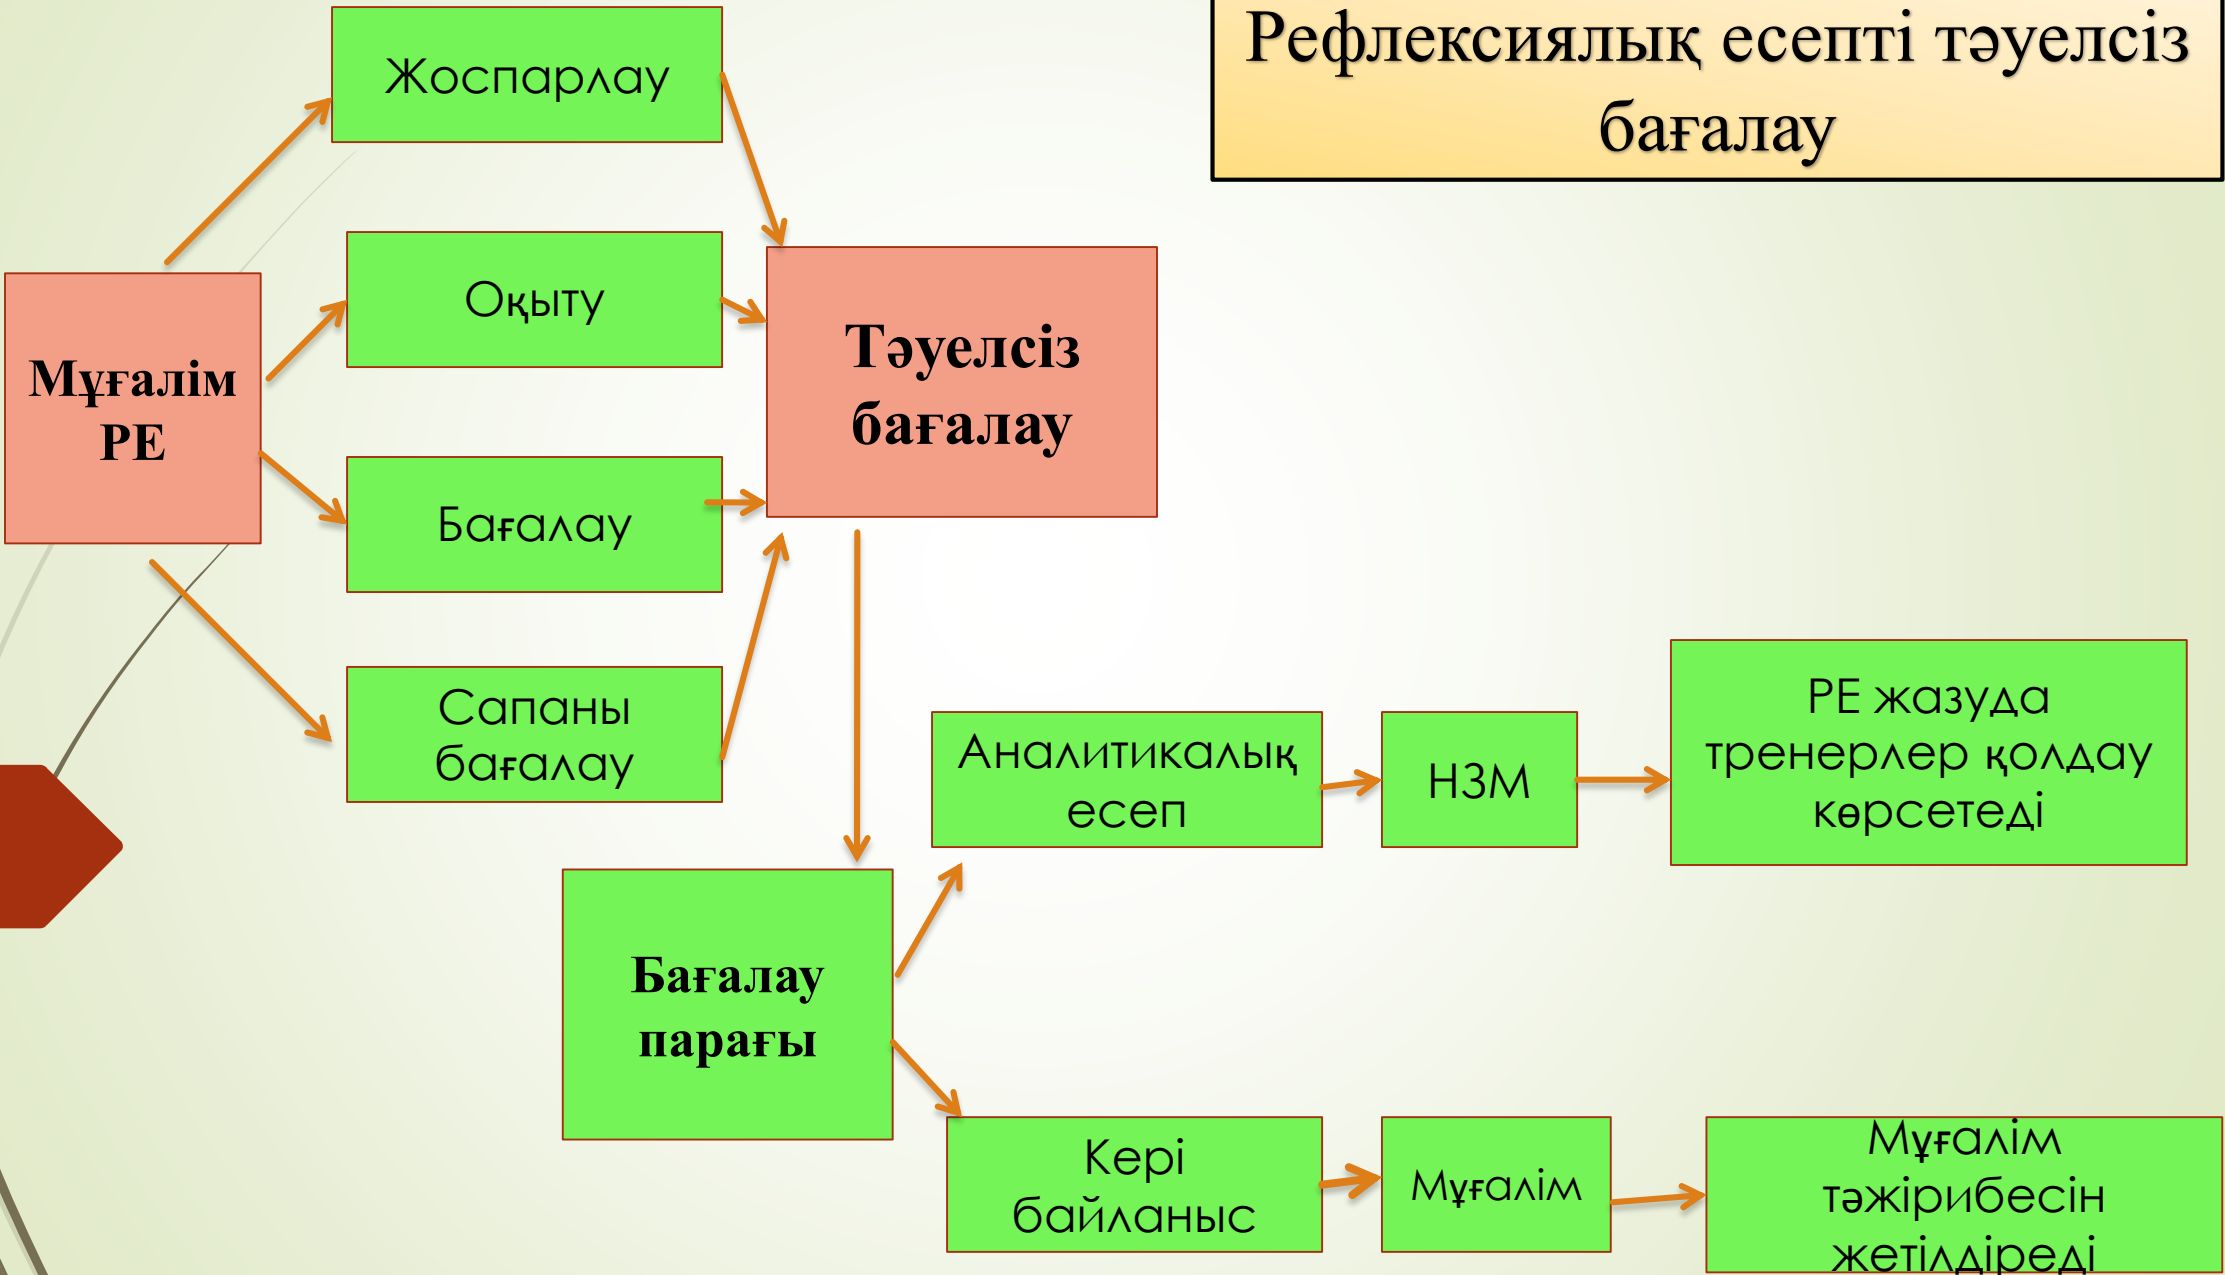 Рефлексиялық есепті тәуелсіз
бағалау
Жоспарлау
Оқыту
Мұғалім
РЕ
Тәуелсіз
бағалау
Бағалау
Сапаны
бағалау
Аналитикалық
есеп
НЗМ
РЕ жазуда
тренерлер қолдау
көрсетеді
Бағалау
парағы
Кері
байланыс
Мұғалім
Мұғалім
тәжірибесін
жетілдіреді